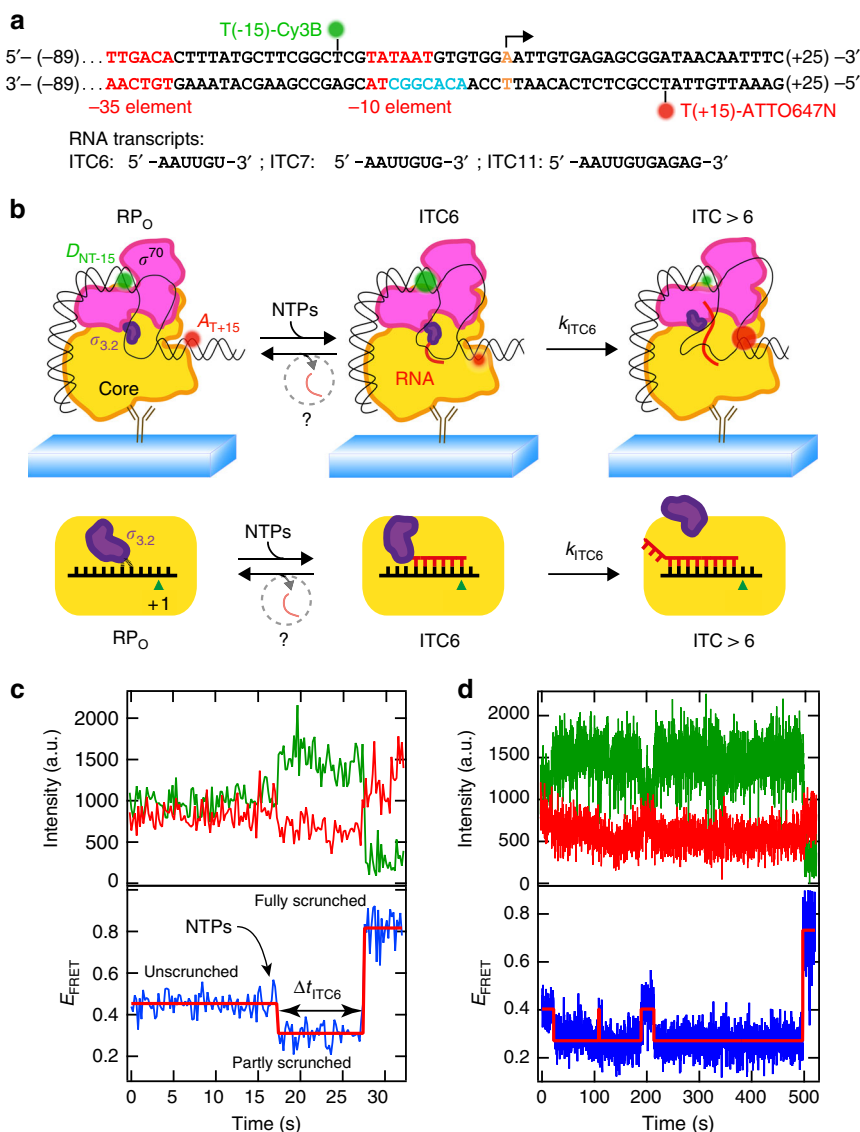 a
T(-15)-Cy3B
5′– (–89)...TTGACACTTTATGCTTCGGCTCGTATAATGTGTGGAATTGTGAGAGCGGATAACAATTTC(+25) –3′
3′– (–89)...AACTGTGAAATACGAAGCCGAGCATCGGCACAACCTTAACACTCTCGCCTATTGTTAAAG(+25) –5′
–35 element –10 element T(+15)-ATTO647N
RNA transcripts:
ITC6: 5′ -AAUUGU-3′ ; ITC7: 5′ -AAUUGUG-3′ ; ITC11: 5′ -AAUUGUGAGAG-3′
b
RPO ITC6 ITC > 6
DNT-15 σ70
AT+15
σ3.2
Core
NTPs
?
RNA
kITC6
σ3.2
+1
NTPs
?
kITC6
RPO ITC6 ITC > 6
c
Intensity (a.u.)
2000
1500
1000
500
0
EFRET
0.8
0.6
0.4
0.2
Fully scrunched
NTPs
Unscrunched
ΔtITC6
Partly scrunched
0 5 10 15 20 25 30
Time (s)
d
Intensity (a.u.)
2000
1500
1000
500
0
EFRET
0.8
0.6
0.4
0.2
0 100 200 300 400 500
Time (s)